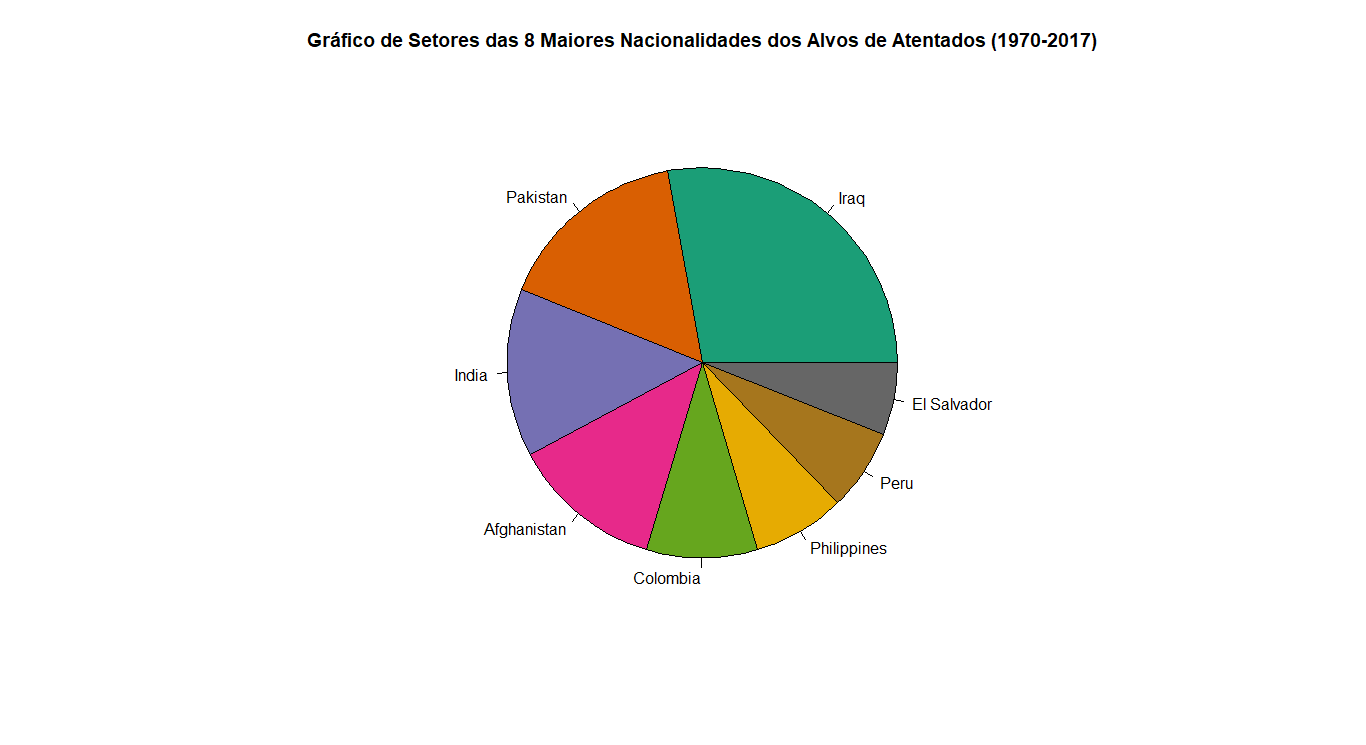 Gráfico de Setores das 8 Maiores Nacionalidades dos Alvos de Atentados (1970-2017)
Pakistan
Iraq
India
El Salvador
Peru
Afghanistan
Philippines
Colombia